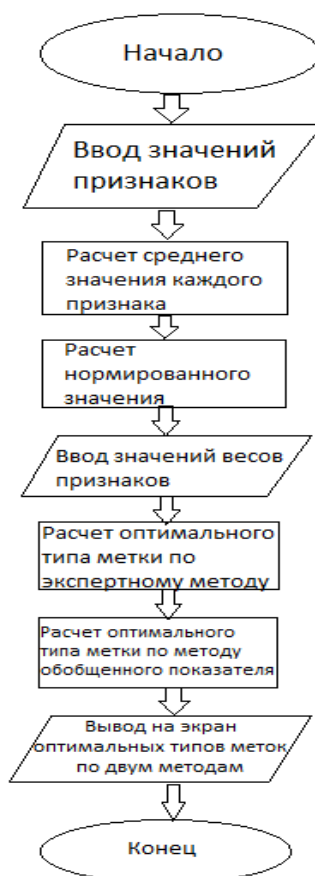 Начало
Ввод значений
признаков
Расчет среднего
значения каждого
признака
Расчет
нормированного
значения
Ввод значений весов
признаков
Расчет оптимального
типа метки по
экспертному методу
Расчет оптимального
типа метки по методу
обобщенного показателя
Вывод на экран
оптимальных типов меток
по двум методам
Конец